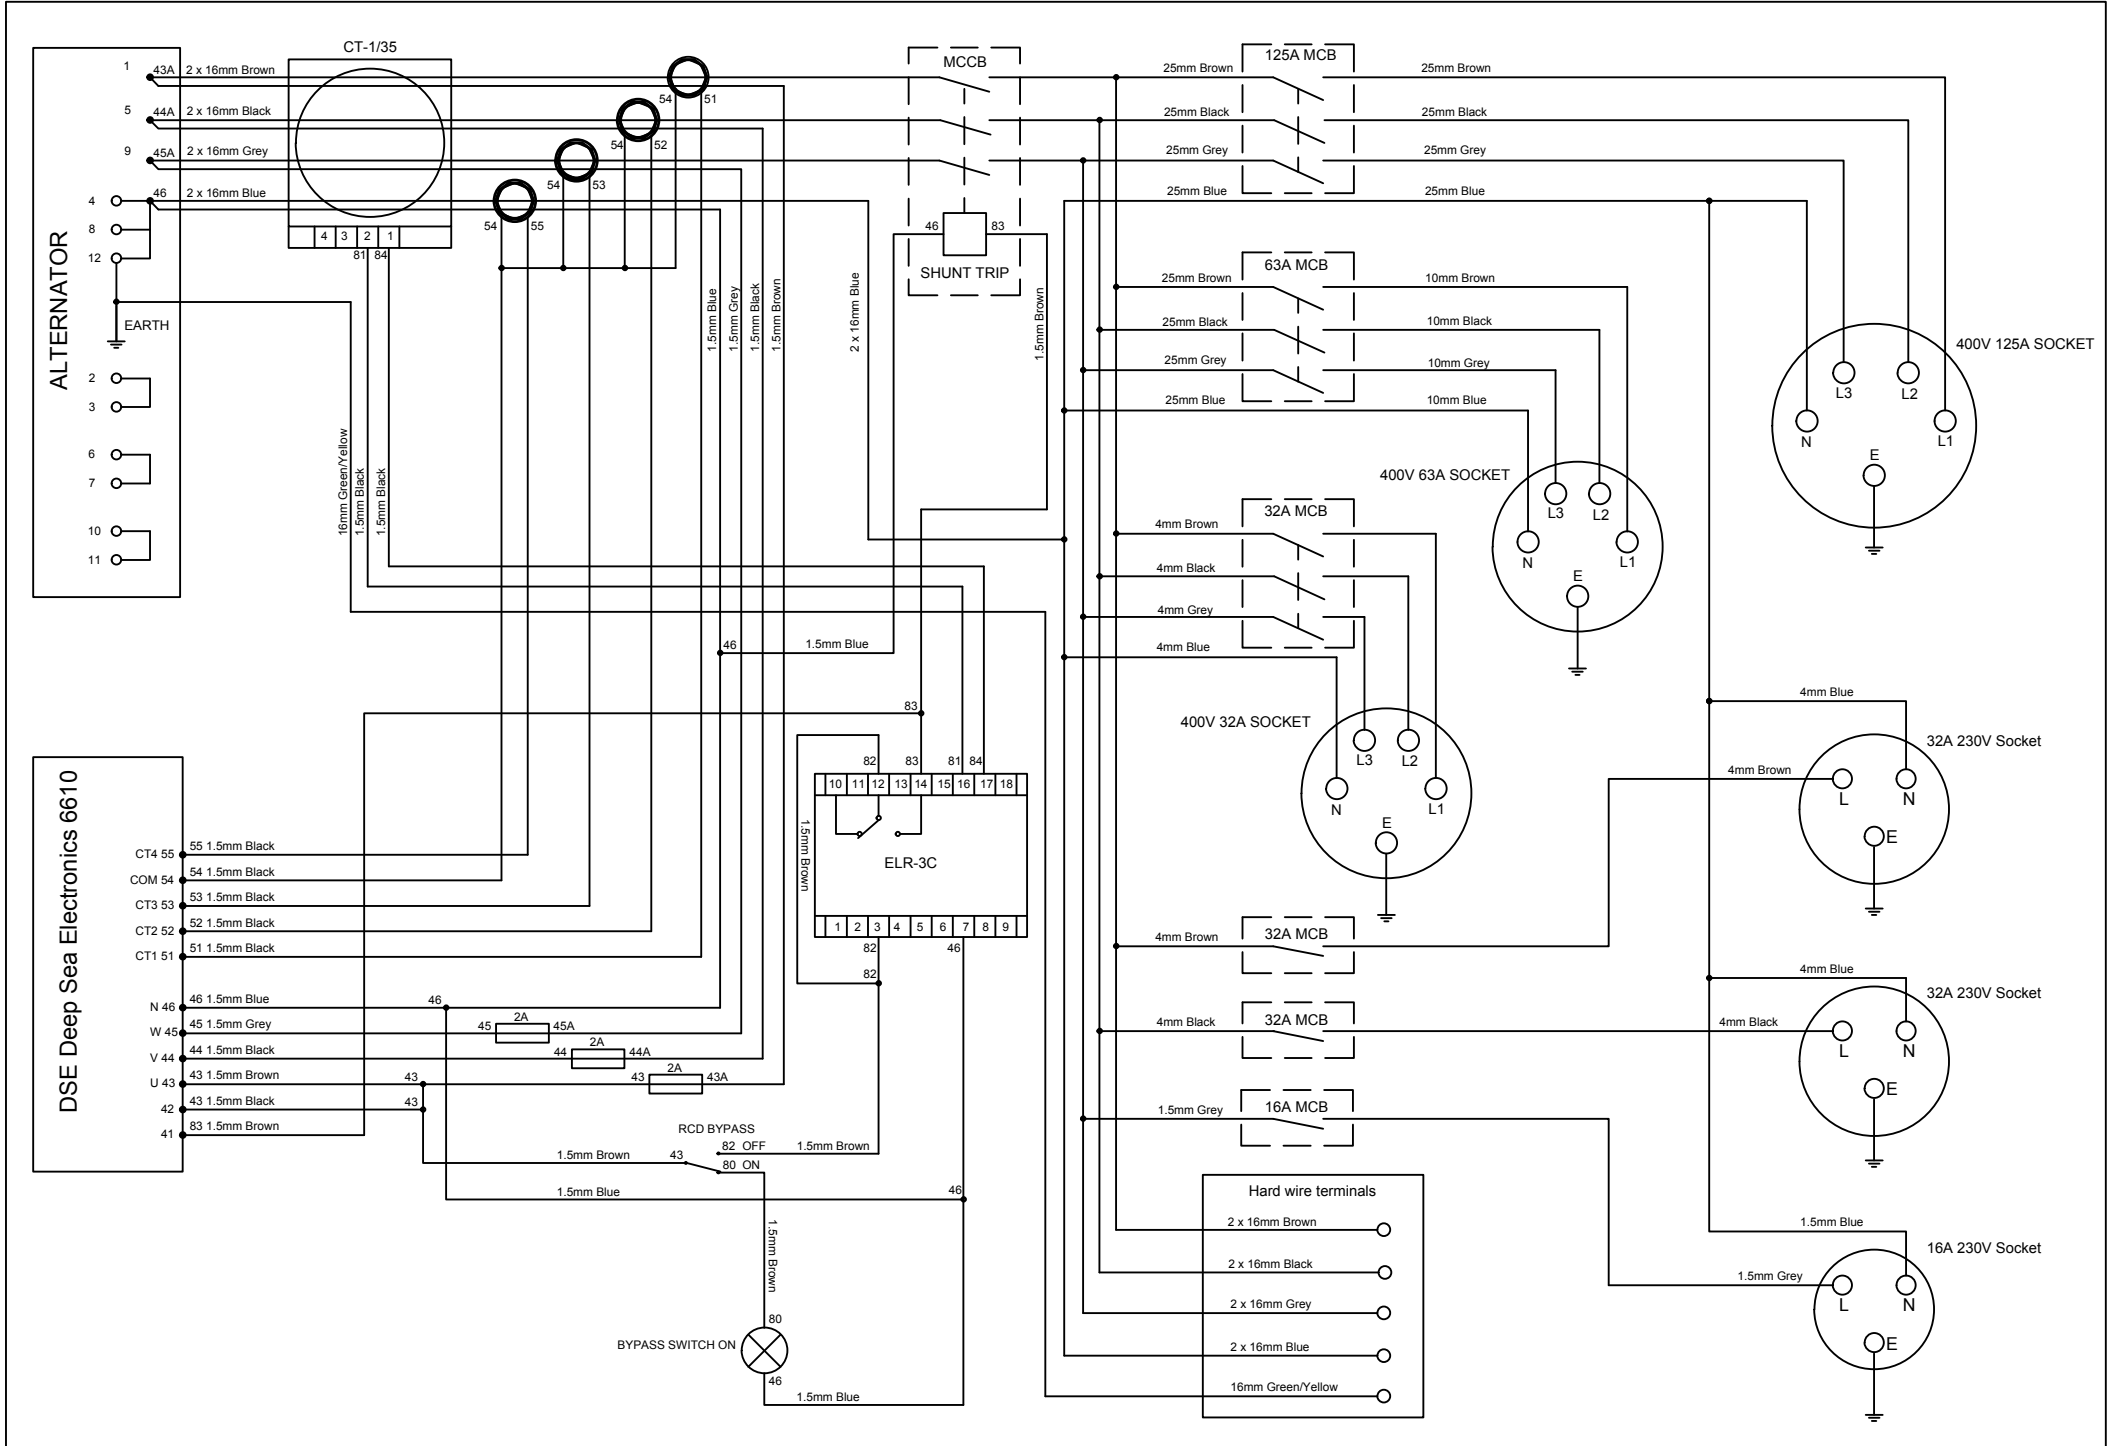 CT-1/35
1
43A
2 x 16mm Brown
5
44A
2 x 16mm Black
9
45A
2 x 16mm Grey
4
46
2 x 16mm Blue
8
12
EARTH
ALTERNATOR
2
3
6
7
10
11
4 3 2 1
81 84
16mm Green/Yellow
1.5mm Black
1.5mm Black
54 51
54 52
54 53
54 55
1.5mm Blue
1.5mm Grey
1.5mm Black
1.5mm Brown
2 x 16mm Blue
MCCB
46 83
SHUNT TRIP
1.5mm Brown
125A MCB
25mm Brown
25mm Brown
25mm Black
25mm Black
25mm Grey
25mm Grey
25mm Blue
25mm Blue
63A MCB
25mm Brown
10mm Brown
25mm Black
10mm Black
25mm Grey
10mm Grey
25mm Blue
10mm Blue
400V 125A SOCKET
L3 L2
N L1
E
400V 63A SOCKET
L3 L2
N L1
E
32A MCB
4mm Brown
4mm Black
4mm Grey
4mm Blue
400V 32A SOCKET
L3 L2
N L1
E
46
1.5mm Blue
83
82 83 81 84
10 11 12 13 14 15 16 17 18
ELR-3C
1.5mm Brown
1 2 3 4 5 6 7 8 9
82 46
82
DSE Deep Sea Electronics 6610
CT4 55
55 1.5mm Black
COM 54
54 1.5mm Black
CT3 53
53 1.5mm Black
CT2 52
52 1.5mm Black
CT1 51
51 1.5mm Black
N 46
46 1.5mm Blue
46
W 45
45 1.5mm Grey
45
2A
45A
V 44
44 1.5mm Black
44
2A
44A
U 43
43 1.5mm Brown
43
43
2A
43A
42
43 1.5mm Black
43
41
83 1.5mm Brown
RCD BYPASS
82 OFF
1.5mm Brown
1.5mm Brown
43
80 ON
1.5mm Blue
46
1.5mm Brown
80
BYPASS SWITCH ON
46
1.5mm Blue
4mm Blue
32A 230V Socket
4mm Brown
L N
E
32A MCB
4mm Brown
4mm Blue
32A 230V Socket
32A MCB
4mm Black
4mm Black
L N
E
16A MCB
1.5mm Grey
1.5mm Blue
16A 230V Socket
1.5mm Grey
L N
E
Hard wire terminals
2 x 16mm Brown
2 x 16mm Black
2 x 16mm Grey
2 x 16mm Blue
16mm Green/Yellow